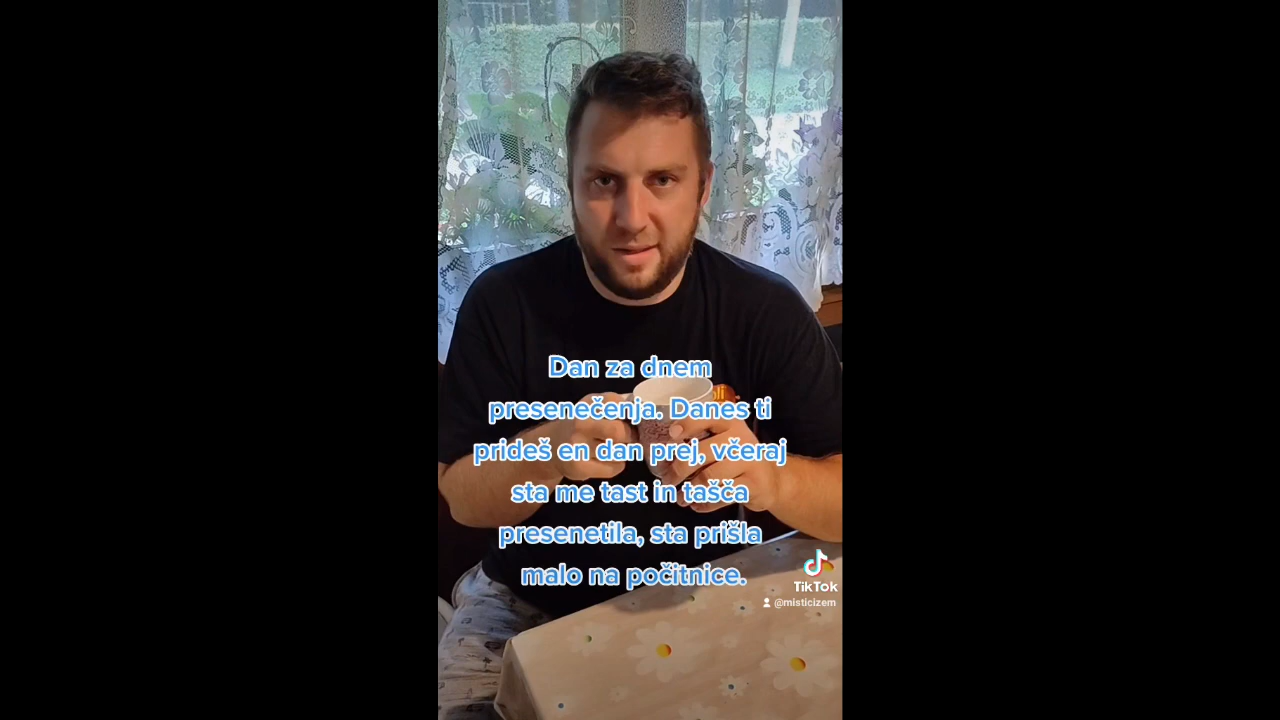 Dan za dnem
presenečenja. Danes ti
prideš en dan prej, včeraj
sta me tast in tašča
presenetila, sta prišla
malo na počitnice.
TikTok
@misticizem